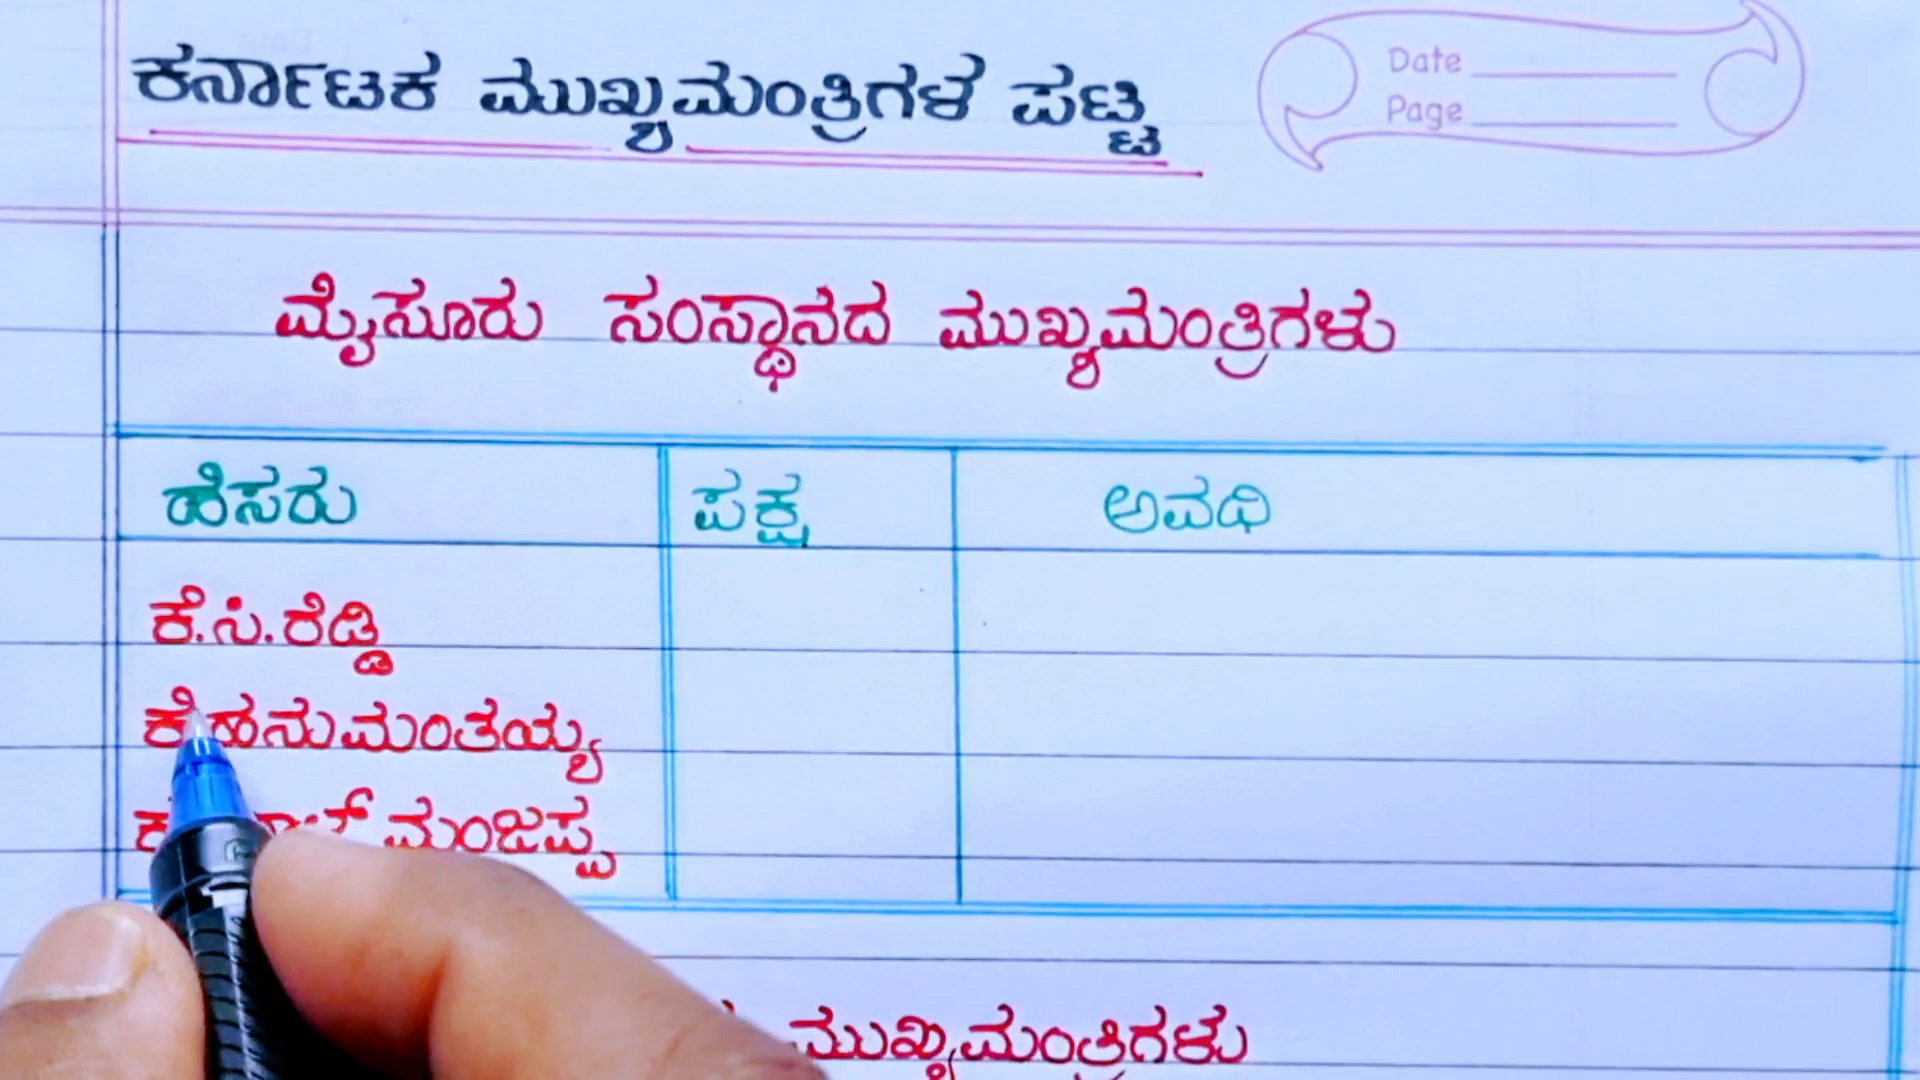 ಕರ್ನಾಟಕ ಮುಖ್ಯಮಂತ್ರಿಗಳ ಪಟ್ಟ
Date
Page
ಮೈಸೂರು ಸಂಸ್ಥಾನದ ಮುಖ್ಯಮಂತ್ರಿಗಳು
ಹೆಸರು ಪಕ್ಷ ಅವಧಿ
ಕೆ.ಸಿ.ರೆಡ್ಡಿ
ಕೆ.ಹನುಮಂತಯ್ಯ
ಮಂಜಪ್ಪ
ಮುಖ್ಯಮಂತ್ರಿಗಳು